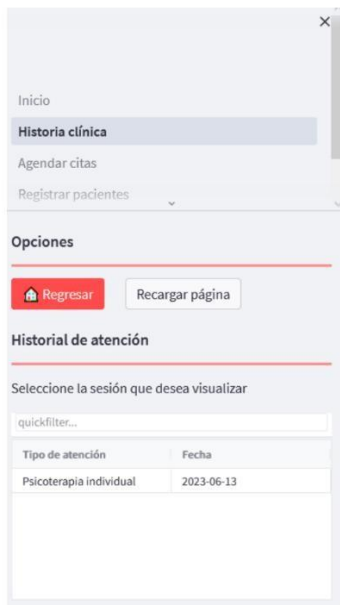 Inicio
Historia clínica
Agendar citas
Registrar pacientes
Opciones
Regresar
Recargar página
Historial de atención
Seleccione la sesión que desea visualizar
quickfilter...
Tipo de atención Fecha
Psicoterapia individual 2023-06-13